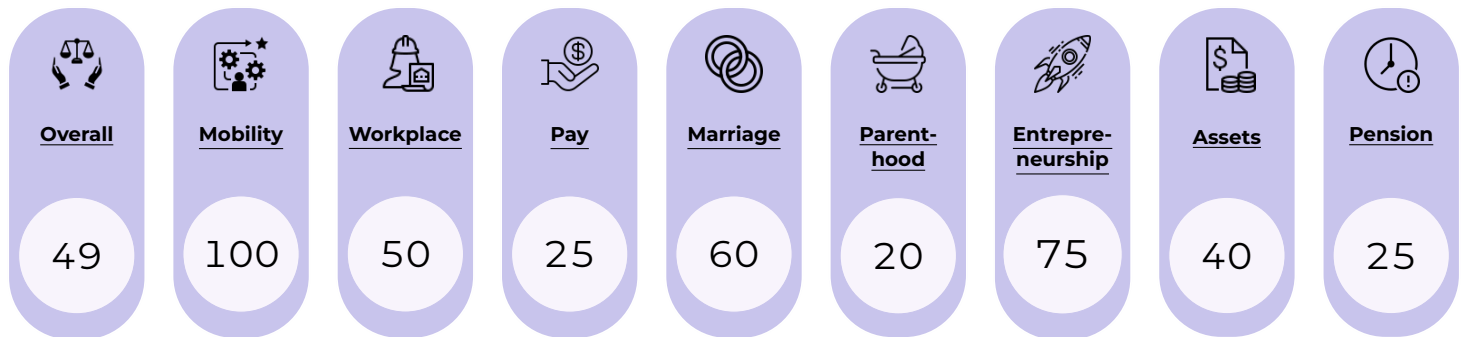 Overall
49
Mobility
100
Workplace
50
Pay
25
Marriage
60
Parent-
hood
20
Entrepre-
neurship
75
Assets
40
Pension
25